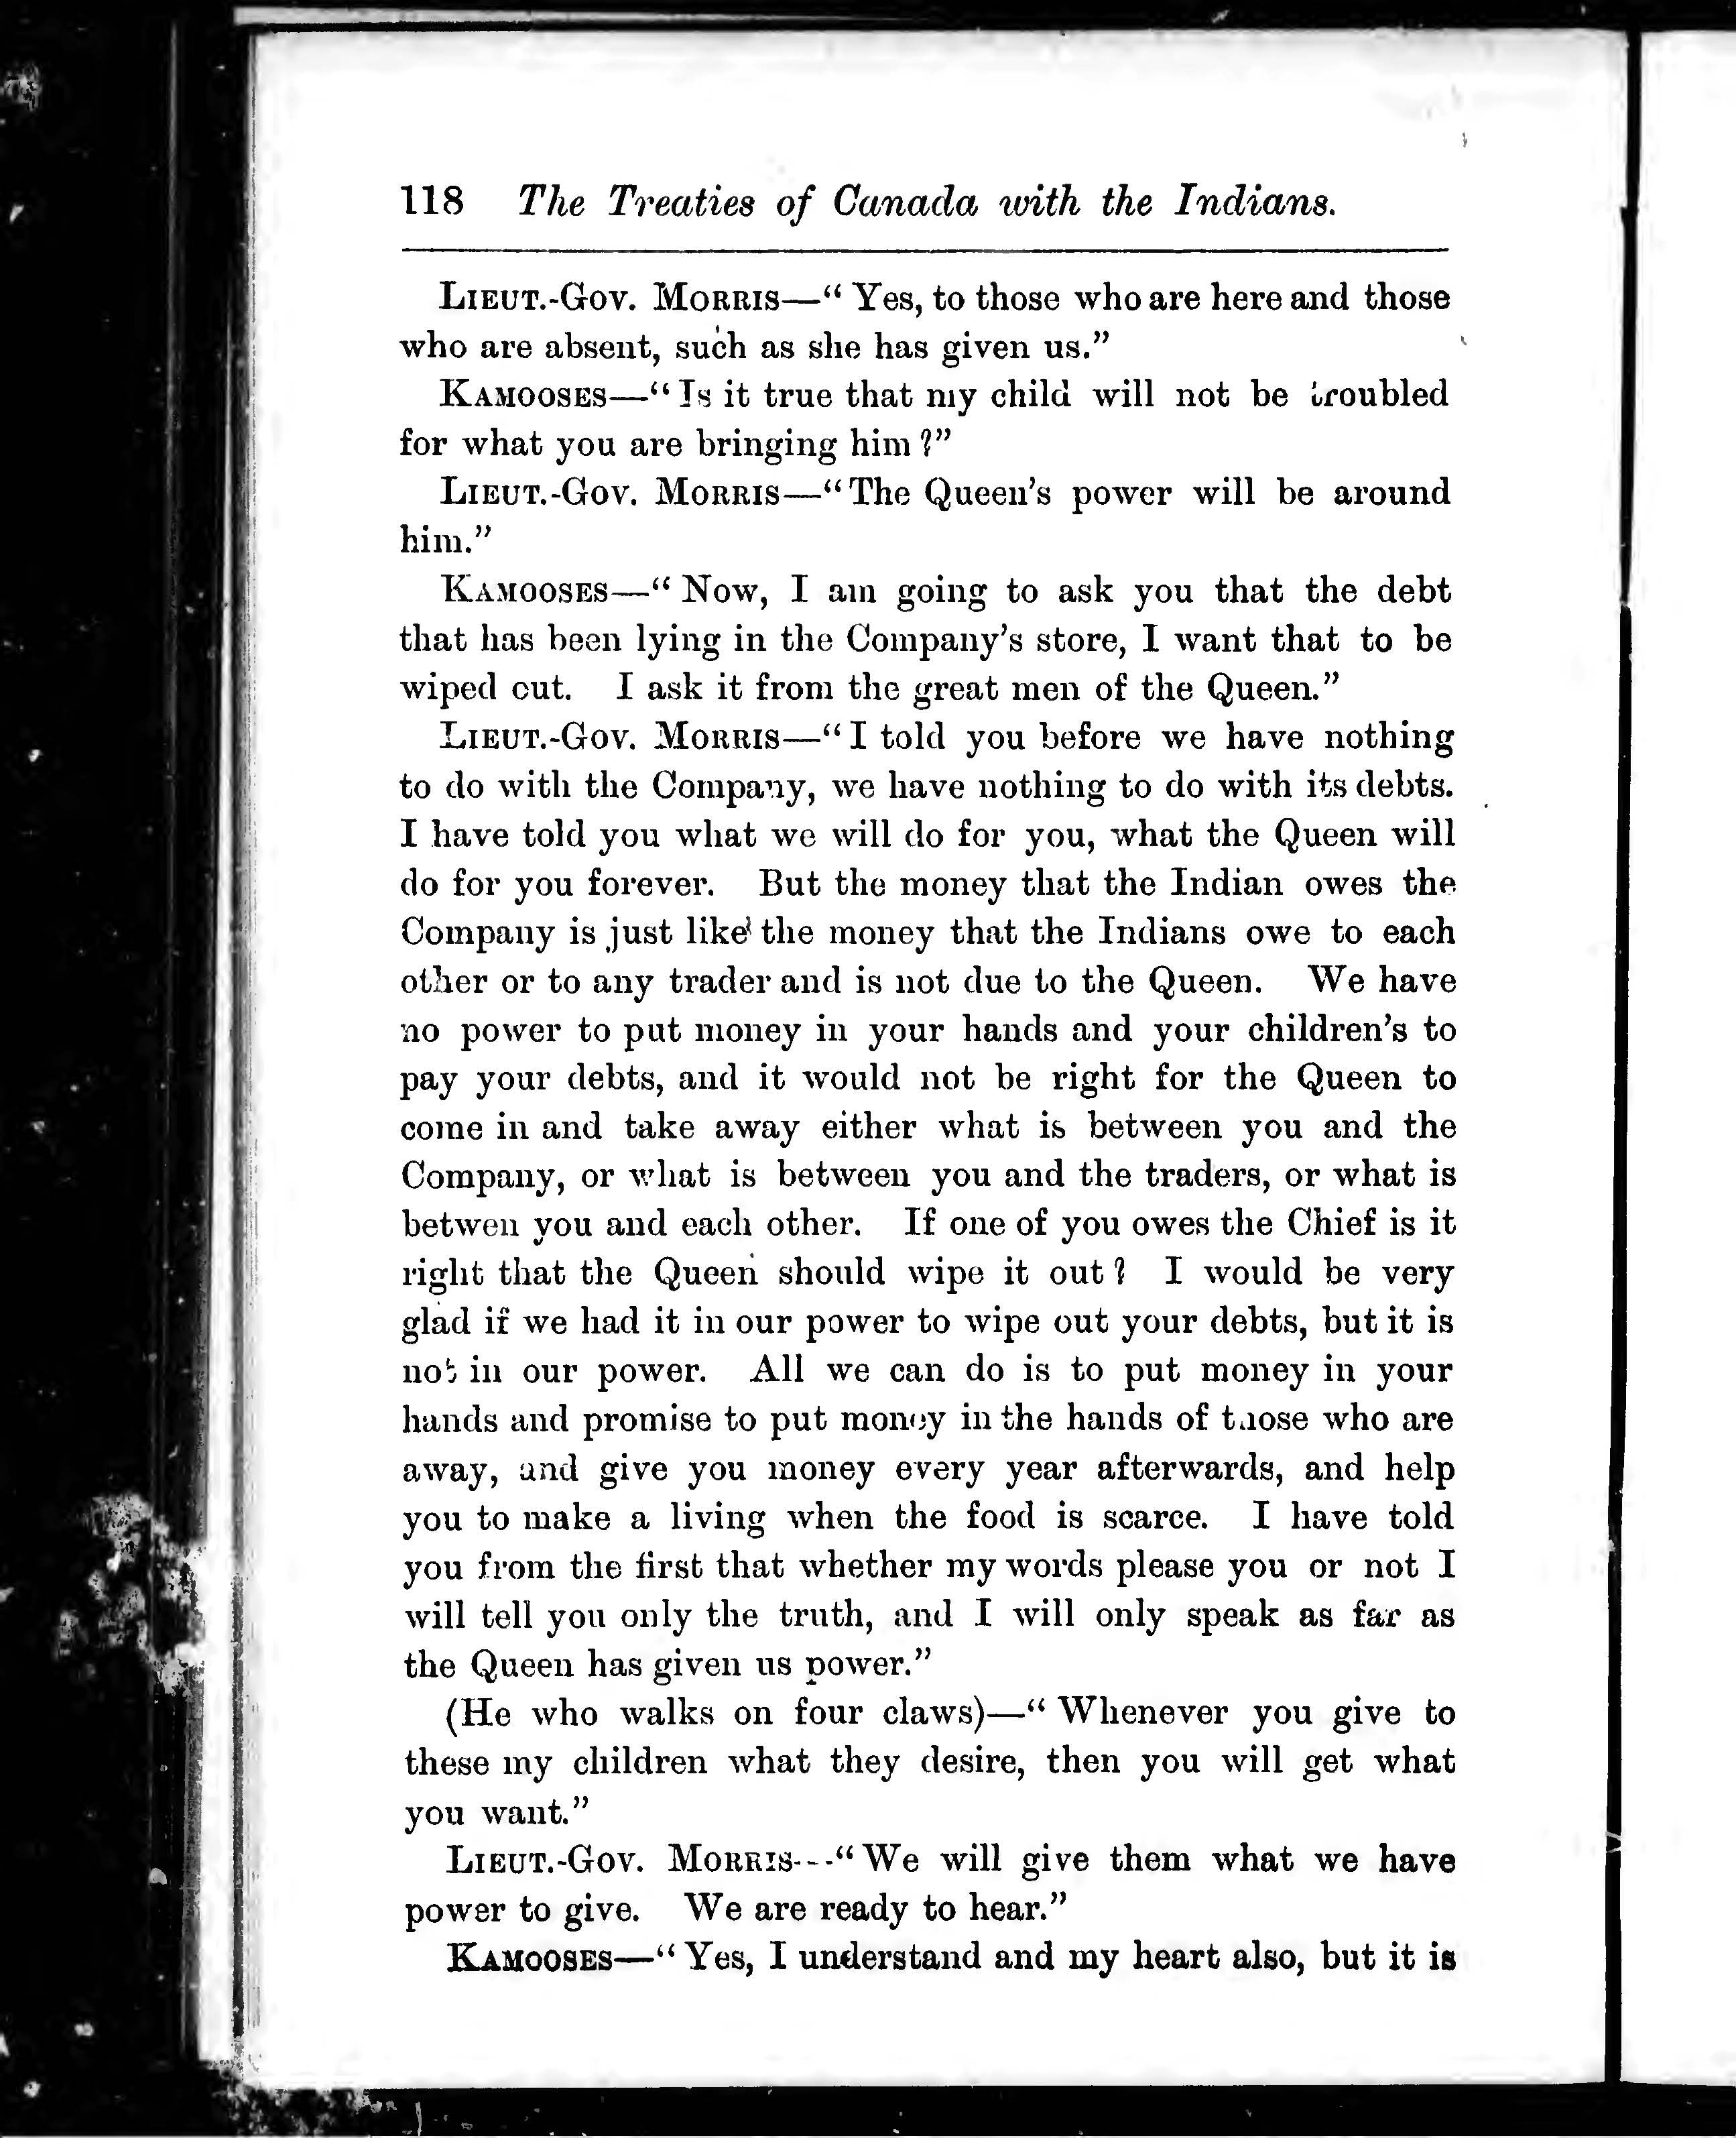 118 The Treaties of Canada with the Indians.
LIEUT.-GOV. MORRIS—“ Yes, to those who are here and those
who are absent, such as she has given us.”
KAMOOSES—“ Is it true that my child will not be troubled
for what you are bringing him ?”
LIEUT.-GOV. MORRIS—“ The Queen’s power will be around
him.”
KAMOOSES—“ Now, I am going to ask you that the debt
that has been lying in the Company’s store, I want that to be
wiped out. I ask it from the great men of the Queen.”
LIEUT.-GOV. MORRIS—“ I told you before we have nothing
to do with the Company, we have nothing to do with its debts.
I have told you what we will do for you, what the Queen will
do for you forever. But the money that the Indian owes the
Company is just like the money that the Indians owe to each
other or to any trader and is not due to the Queen. We have
no power to put money in your hands and your children’s to
pay your debts, and it would not be right for the Queen to
come in and take away either what is between you and the
Company, or what is between you and the traders, or what is
betwen you and each other. If one of you owes the Chief is it
right that the Queen should wipe it out ? I would be very
glad if we had it in our power to wipe out your debts, but it is
not in our power. All we can do is to put money in your
hands and promise to put money in the hands of those who are
away, and give you money every year afterwards, and help
you to make a living when the food is scarce. I have told
you from the first that whether my words please you or not I
will tell you only the truth, and I will only speak as far as
the Queen has given us power.”
(He who walks on four claws)—“ Whenever you give to
these my children what they desire, then you will get what
you want.”
LIEUT.-GOV. MORRIS—“ We will give them what we have
power to give. We are ready to hear.”
KAMOOSES—“ Yes, I understand and my heart also, but it is